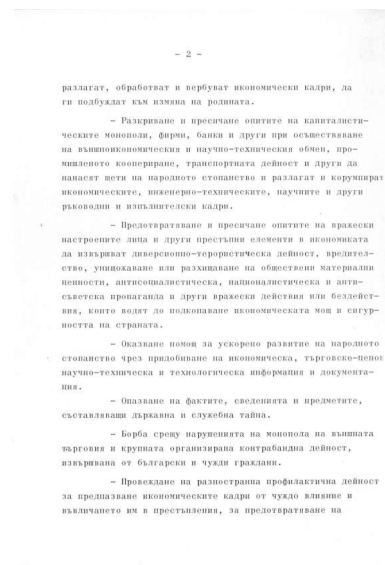 - 2 -
разлагат, обработват и вербуват икономически кадри, да
ги подбуждат към измяна на родината.
- Разкриване и пресичане опитите на капиталисти-
ческите монополи, фирми, банки и други при осъществяване
на външноикономическия и научно-техническия обмен, про-
мишленото коопериране, транспортната дейност и други да
нанасят щети на народното стопанство и разлагат и корумпират
икономическите, инженерно-техническите, научните и други
ръководни и изпълнителски кадри.
- Предотвратяване и пресичане опитите на вражески
настроените лица и други престъпни елементи в икономиката
да извършват диверсионно-терористическа дейност, вредител-
ство, унищожаване или разхищаване на обществени материални
ценности, антисоциалистическа, националистическа и анти-
съветска пропаганда и други вражески действия или бездейст-
вия, които водят до подкопаване икономическата мощ и сигур-
ността на страната.
- Оказване помощ за ускорено развитие на народното
стопанство чрез придобиване на икономическа, търговско-ценов
научно-техническа и технологическа информация и документа-
ция.
- Опазване на фактите, сведенията и предметите,
съставляващи държавна и служебна тайна.
- Борба срещу нарушенията на монопола на външната
търговия и крупната организирана контрабандна дейност,
извършвана от български и чужди граждани.
- Провеждане на разностранна профилактична дейност
за предпазване икономическите кадри от чуждо влияние и
въвличането им в престъпления, за предотвратяване на